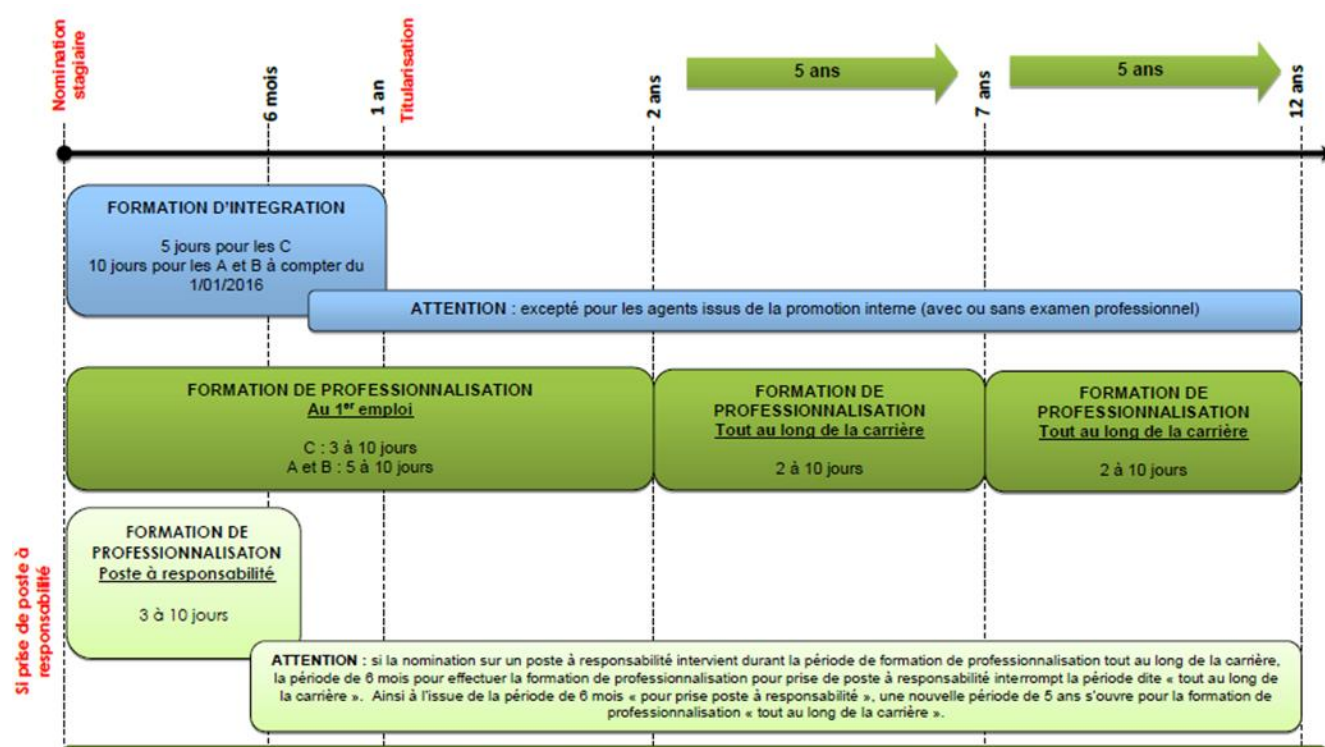 Nomination
stagiaire
6 mois
1 an
Titularisation
2 ans
5 ans
7 ans
5 ans
12 ans
FORMATION D'INTEGRATION
5 jours pour les C
10 jours pour les A et B à compter du
1/01/2016
ATTENTION : excepté pour les agents issus de la promotion interne (avec ou sans examen professionnel)
FORMATION DE PROFESSIONNALISATION
Au 1er emploi
C : 3 à 10 jours
A et B : 5 à 10 jours
FORMATION DE
PROFESSIONNALISATION
Tout au long de la carrière
2 à 10 jours
FORMATION DE
PROFESSIONNALISATION
Tout au long de la carrière
2 à 10 jours
Si prise de poste à
responsabilité
FORMATION DE
PROFESSIONNALISATON
Poste à responsabilité
3 à 10 jours
ATTENTION : si la nomination sur un poste à responsabilité intervient durant la période de formation de professionnalisation tout au long de la carrière,
la période de 6 mois pour effectuer la formation de professionnalisation pour prise de poste à responsabilité interrompt la période dite « tout au long de
la carrière ». Ainsi à l'issue de la période de 6 mois « pour prise poste à responsabilité », une nouvelle période de 5 ans s'ouvre pour la formation de
professionnalisation « tout au long de la carrière ».